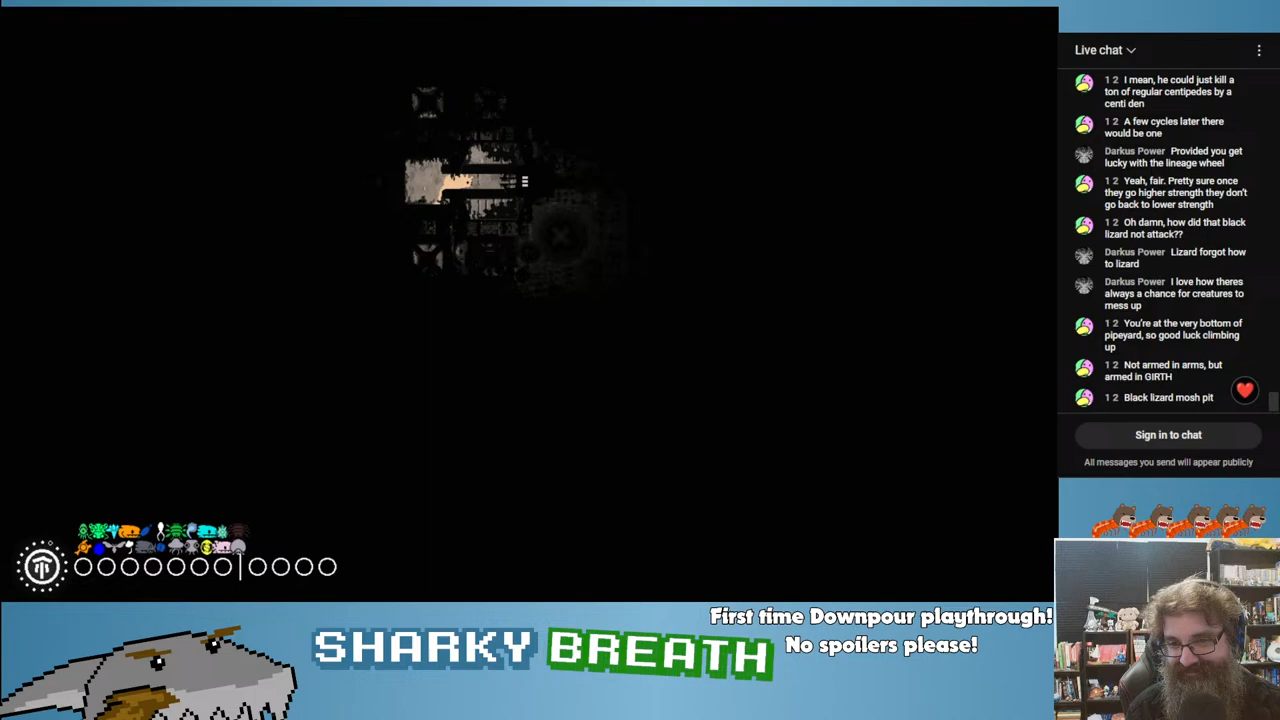 Live chat
1 2 I mean, he could just kill a
ton of regular centipedes by a
centi den
1 2 A few cycles later there
would be one
Darkus Power Provided you get
lucky with the lineage wheel
1 2 Yeah, fair. Pretty sure once
they go higher strength they don't
go back to lower strength
1 2 Oh damn, how did that black
lizard not attack??
Darkus Power Lizard forgot how
to lizard
Darkus Power I love how theres
always a chance for creatures to
mess up
1 2 You're at the very bottom of
pipeyard, so good luck climbing
up
1 2 Not armed in arms, but
armed in GIRTH
1 2 Black lizard mosh pit
Sign in to chat
All messages you send will appear publicly
First time Downpour playthrough!
No spoilers please!
SHARKY BREATH